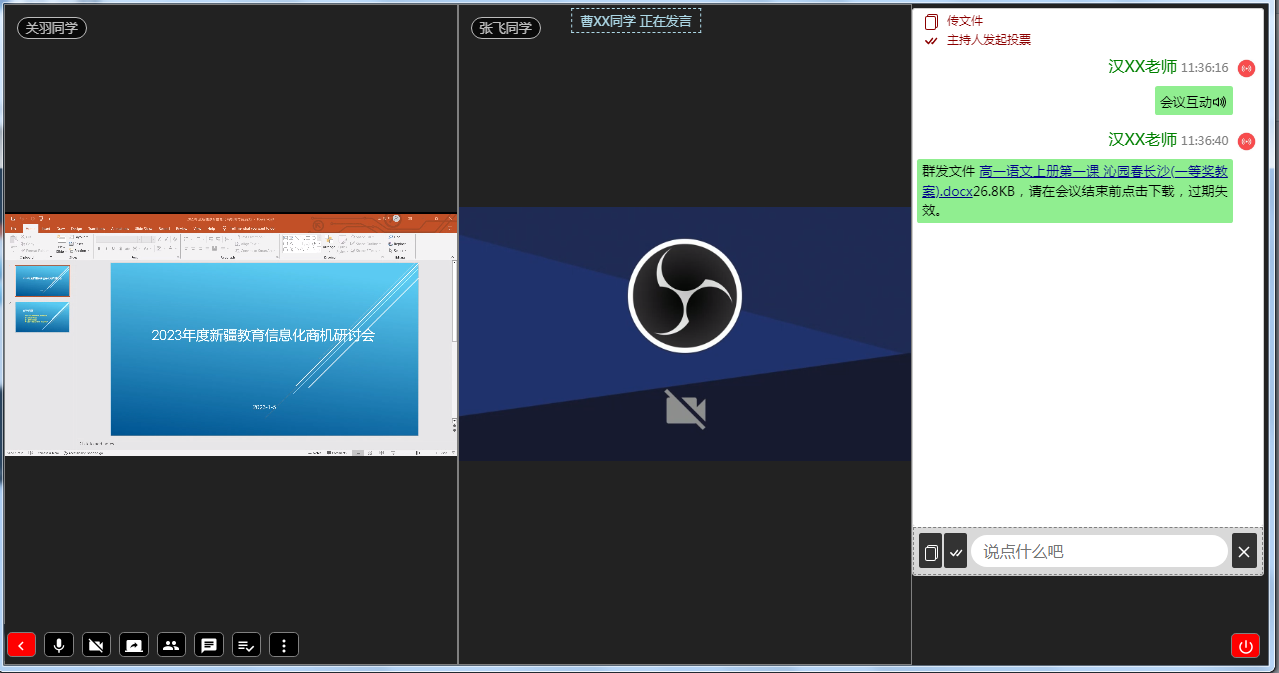 关羽同学
张飞同学
曹XX同学 正在发言
2023年度新疆教育信息化商机研讨会
2023-1-5
传文件
主持人发起投票
汉XX老师 11:36:16
会议互动
汉XX老师 11:36:40
群发文件 高一语文上册第一课 沁园春长沙(一等奖教
案).docx26.8KB，请在会议结束前点击下载，过期失
效。
说点什么吧